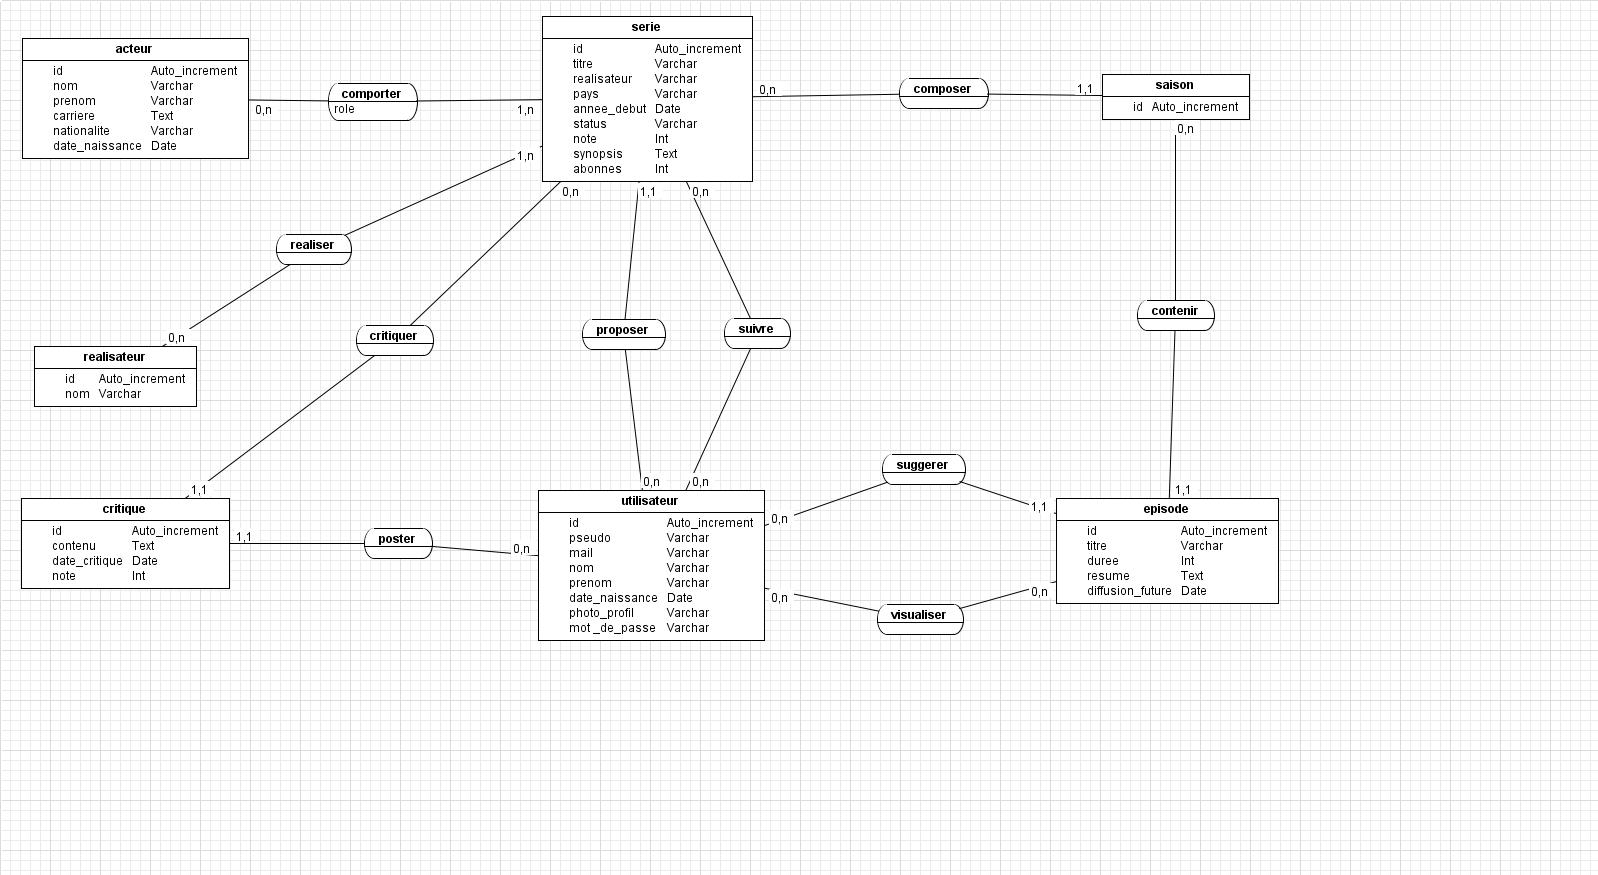 acteur
id Auto_increment
nom Varchar
prenom Varchar
carriere Text
nationalite Varchar
date_naissance Date
0,n
comporter
role
1,n
serie
id Auto_increment
titre Varchar
realisateur Varchar
pays Varchar
annee_debut Date
status Varchar
note Int
synopsis Text
abonnes Int
0,n
composer
1,1
saison
id Auto_increment
0,n
contenir
1,1
1,n
realiser
0,n
realisateur
id Auto_increment
nom Varchar
0,n
critiquer
1,1
1,1
proposer
0,n
0,n
suivre
0,n
critique
id Auto_increment
contenu Text
date_critique Date
note Int
1,1
poster
0,n
utilisateur
id Auto_increment
pseudo Varchar
mail Varchar
nom Varchar
prenom Varchar
date_naissance Date
photo_profil Varchar
mot _de_passe Varchar
0,n
suggerer
1,1
0,n
visualiser
0,n
episode
id Auto_increment
titre Varchar
duree Int
resume Text
diffusion_future Date